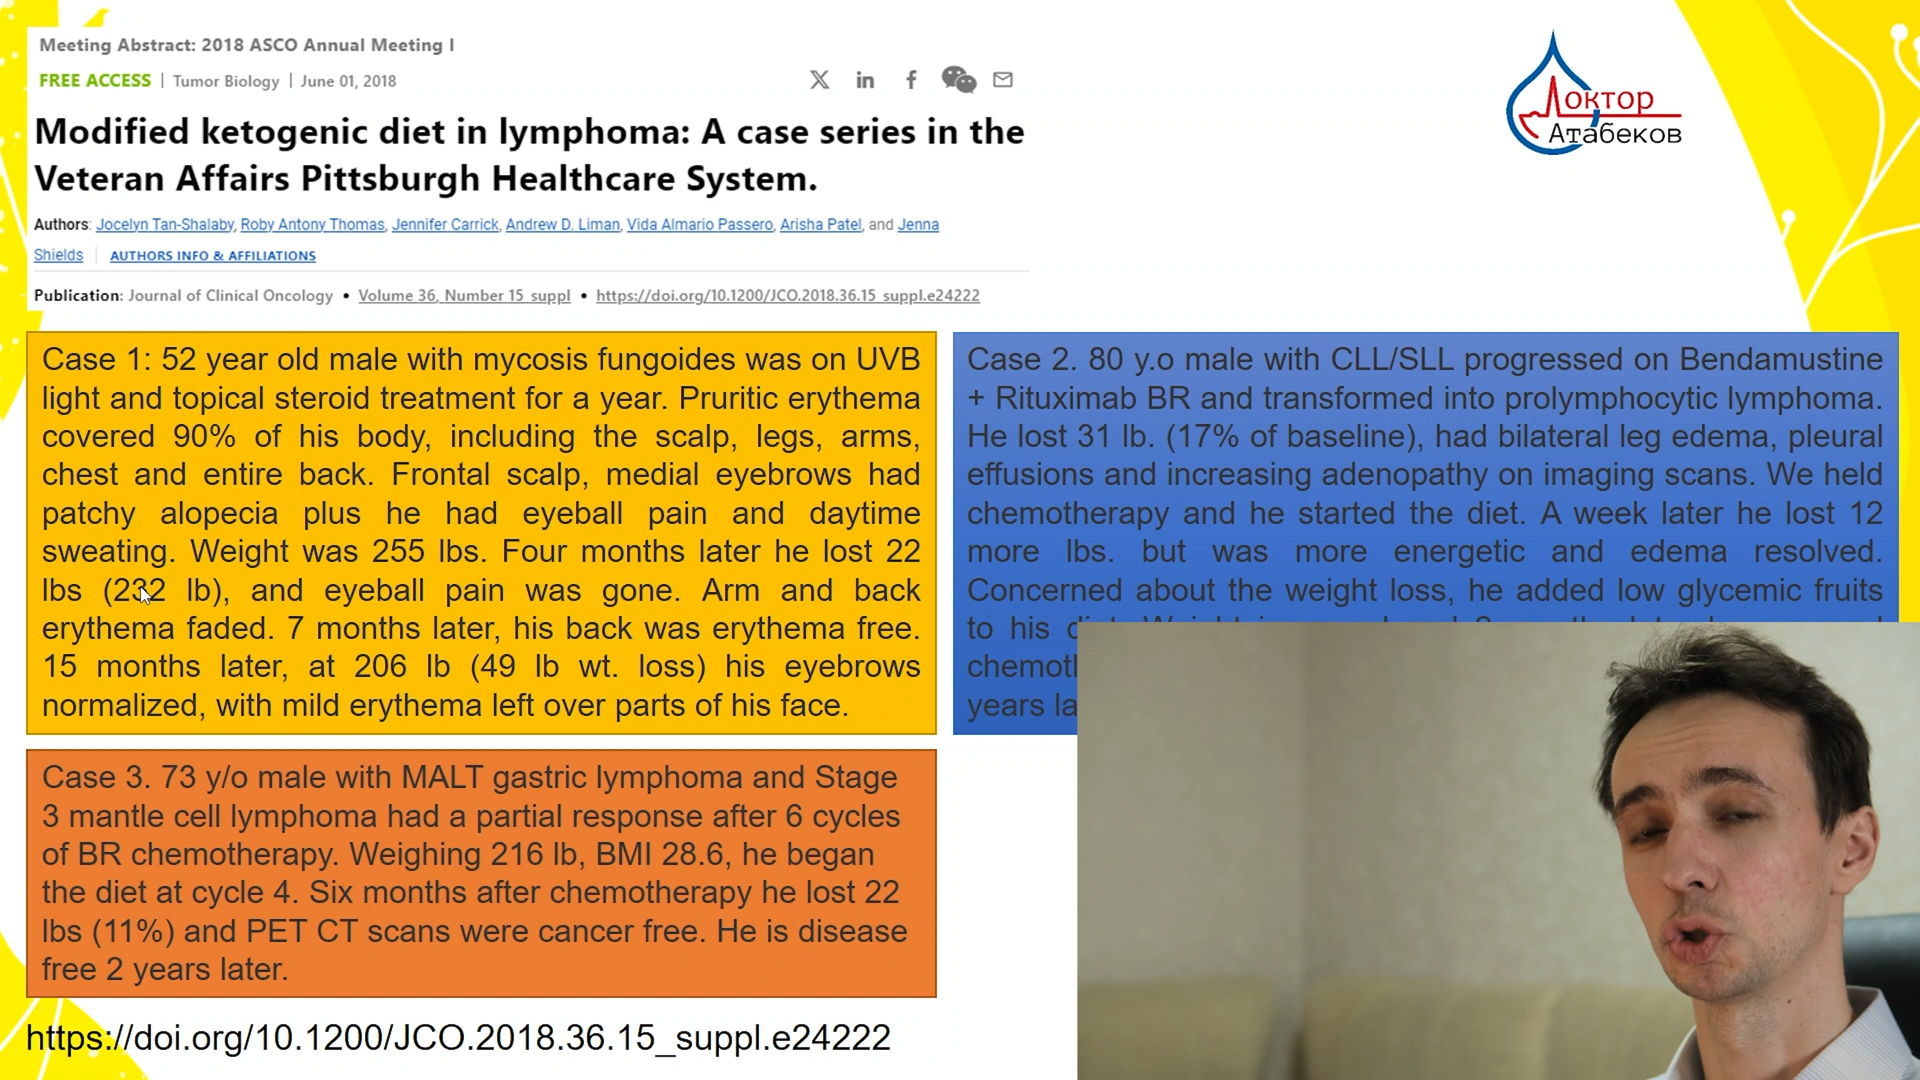 Meeting Abstract: 2018 ASCO Annual Meeting I
FREE ACCESS | Tumor Biology | June 01, 2018
Modified ketogenic diet in lymphoma: A case series in the
Veteran Affairs Pittsburgh Healthcare System.
Authors: Jocelyn Tan-Shalaby, Roby Antony Thomas, Jennifer Carrick, Andrew D. Liman, Vida Almario Passero, Arisha Patel, and Jenna
Shields | AUTHORS INFO & AFFILIATIONS
Publication: Journal of Clinical Oncology • Volume 36, Number 15_suppl • https://doi.org/10.1200/JCO.2018.36.15_suppl.e24222
Доктор
Атабеков
Case 1: 52 year old male with mycosis fungoides was on UVB
light and topical steroid treatment for a year. Pruritic erythema
covered 90% of his body, including the scalp, legs, arms,
chest and entire back. Frontal scalp, medial eyebrows had
patchy alopecia plus he had eyeball pain and daytime
sweating. Weight was 255 lbs. Four months later he lost 22
lbs (232 lb), and eyeball pain was gone. Arm and back
erythema faded. 7 months later, his back was erythema free.
15 months later, at 206 lb (49 lb wt. loss) his eyebrows
normalized, with mild erythema left over parts of his face.
Case 2. 80 y.o male with CLL/SLL progressed on Bendamustine
+ Rituximab BR and transformed into prolymphocytic lymphoma.
He lost 31 lb. (17% of baseline), had bilateral leg edema, pleural
effusions and increasing adenopathy on imaging scans. We held
chemotherapy and he started the diet. A week later he lost 12
more lbs. but was more energetic and edema resolved.
Concerned about the weight loss, he added low glycemic fruits
to his
years
Case 3. 73 y/o male with MALT gastric lymphoma and Stage
3 mantle cell lymphoma had a partial response after 6 cycles
of BR chemotherapy. Weighing 216 lb, BMI 28.6, he began
the diet at cycle 4. Six months after chemotherapy he lost 22
lbs (11%) and PET CT scans were cancer free. He is disease
free 2 years later.
https://doi.org/10.1200/JCO.2018.36.15_suppl.e24222